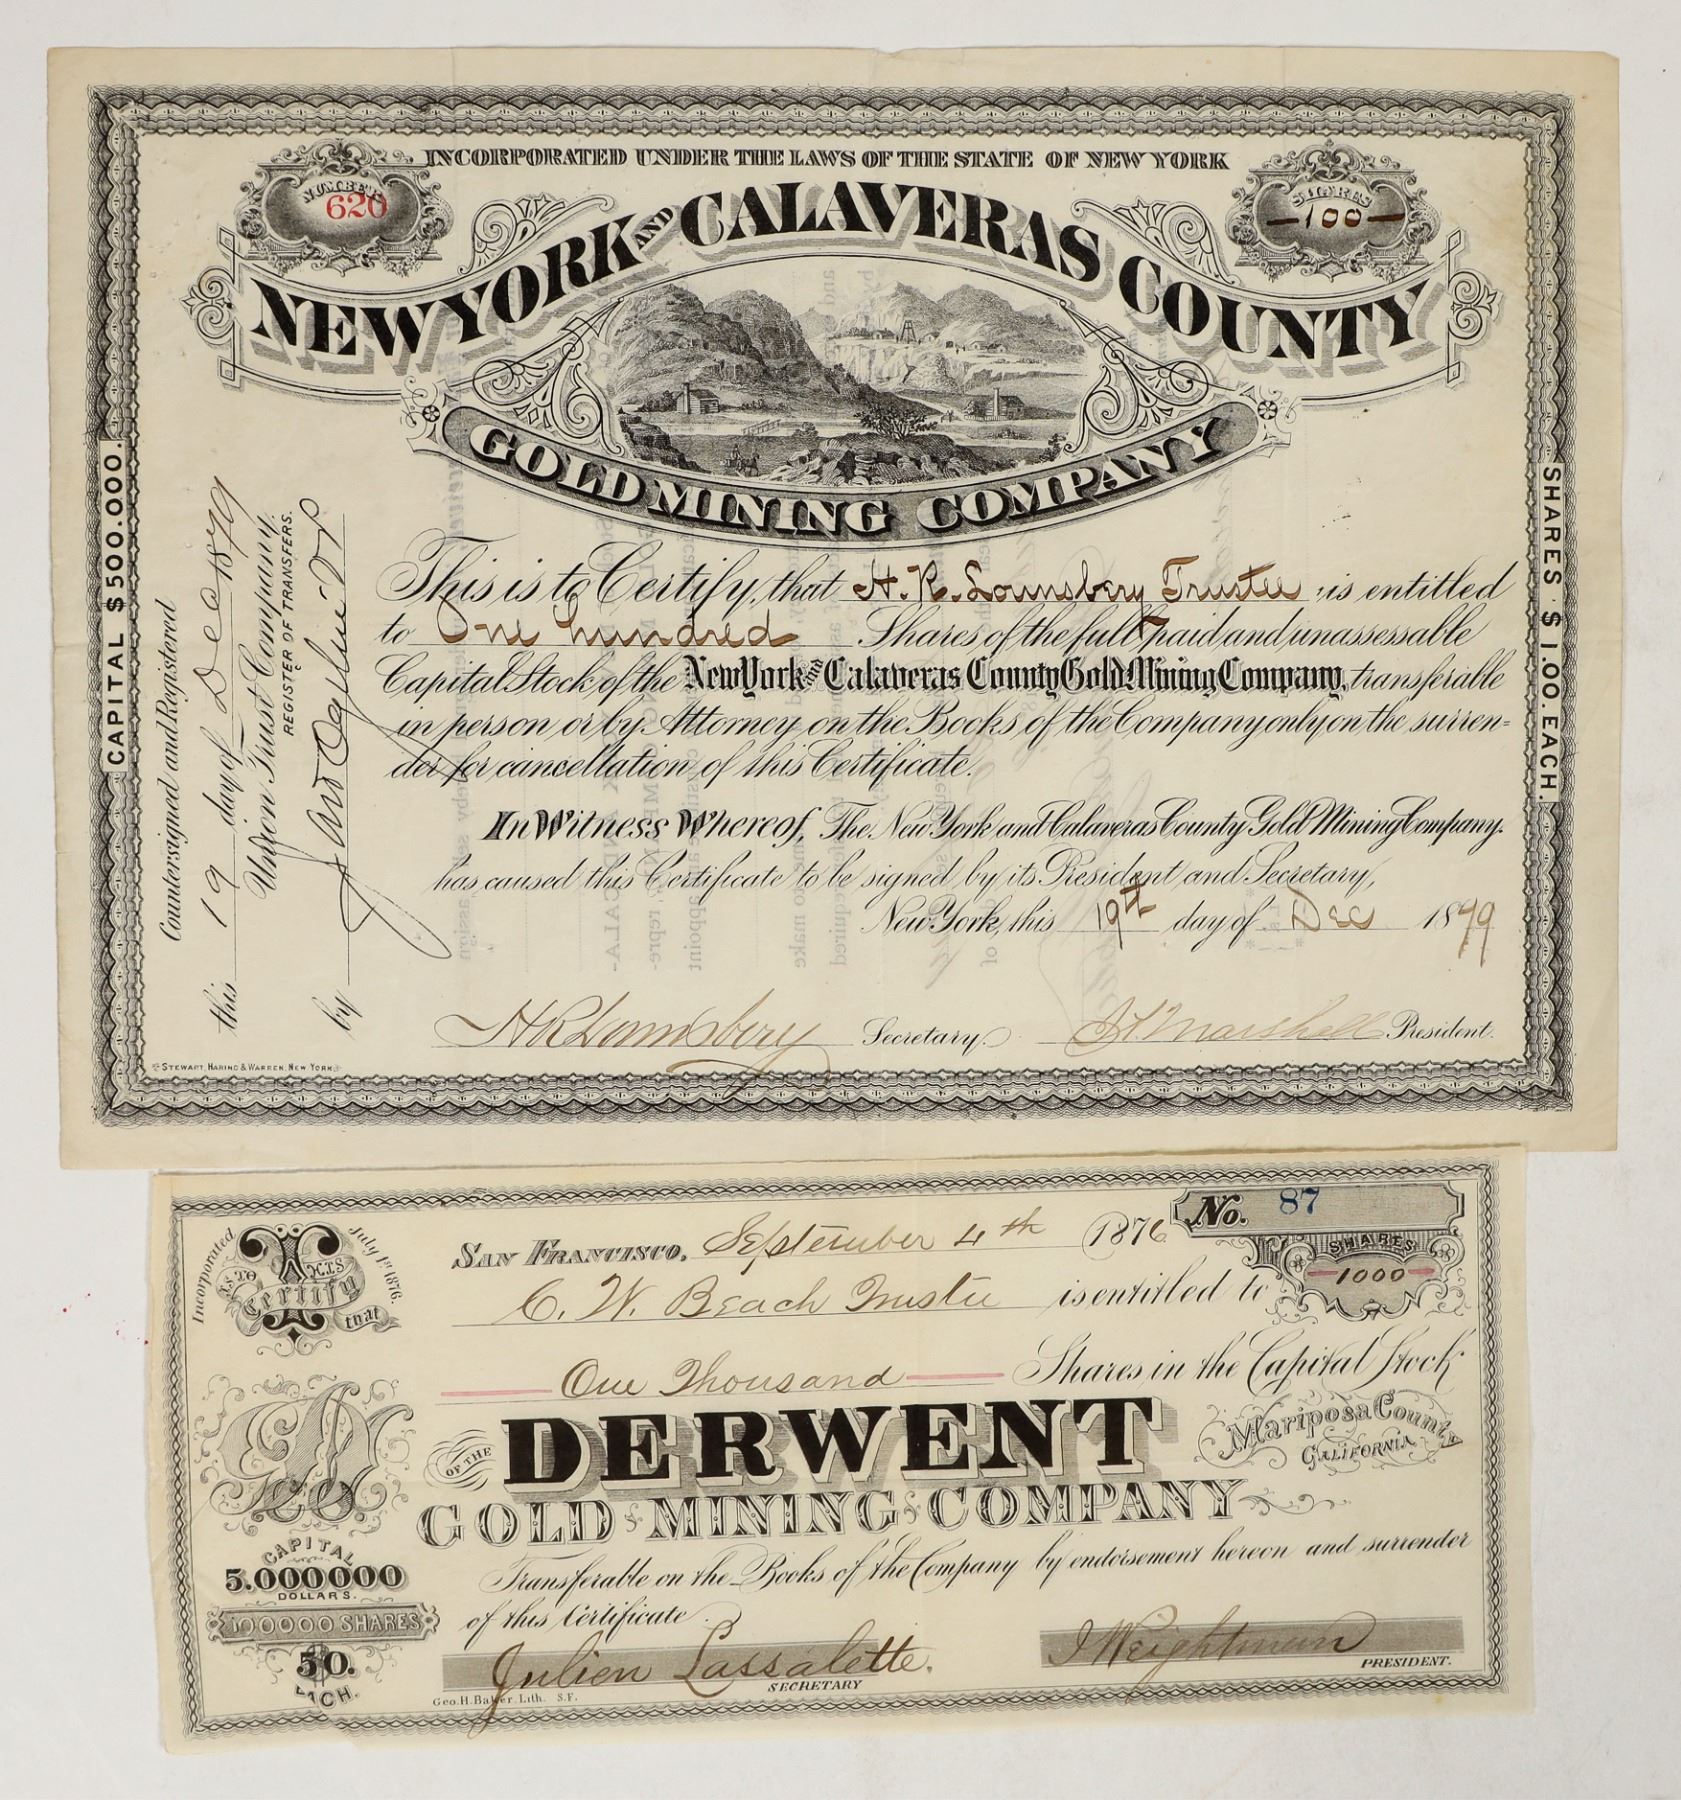 INCORPORATED UNDER THE LAWS OF THE STATE OF NEW YORK
NUMBER
620
SHARES
-100-
NEW YORK AND CALAVERAS COUNTY
GOLD MINING COMPANY
CAPITAL $500.000.
SHARES $1.00. EACH.
Countersigned and Registered
this 19 day of Dec 1879
Union Trust Company.
REGISTER OF TRANSFERS.
by
This is to Certify, that H. R. Lounsbery Trustee is entitled
to One hundred Shares of the full paid and unassessable
Capital Stock of the New York and Calaveras County Gold Mining Company, transferable
in person or by Attorney on the Books of the Company only on the surren=
der for cancellation of this Certificate.
In Witness Whereof, The New York and Calaveras County Gold Mining Company.
has caused this Certificate to be signed by its President and Secretary,
New York, this 19th day of Dec 1879
H R Lounsbery Secretary. Marshall President.
STEWART, HARING & WARREN, NEW YORK
Incorporated July 1st 1876.
THIS IS TO
Certify
that
No. 87
SAN FRANCISCO. September 4th 1876
SHARES
1000
C. W. Beach Trustee is entitled to
One Thousand Shares in the Capital Stock
OF THE DERWENT Mariposa County
CALIFORNIA
GOLD MINING COMPANY
CAPITAL
5.000000
DOLLARS.
100000 SHARES
$50.
EACH.
Transferable on the Books of the Company by endorsement hereon and surrender
of this Certificate.
Julien Lassalette. J Weightman
SECRETARY
PRESIDENT.
Geo. H. Baker. Lith. S.F.